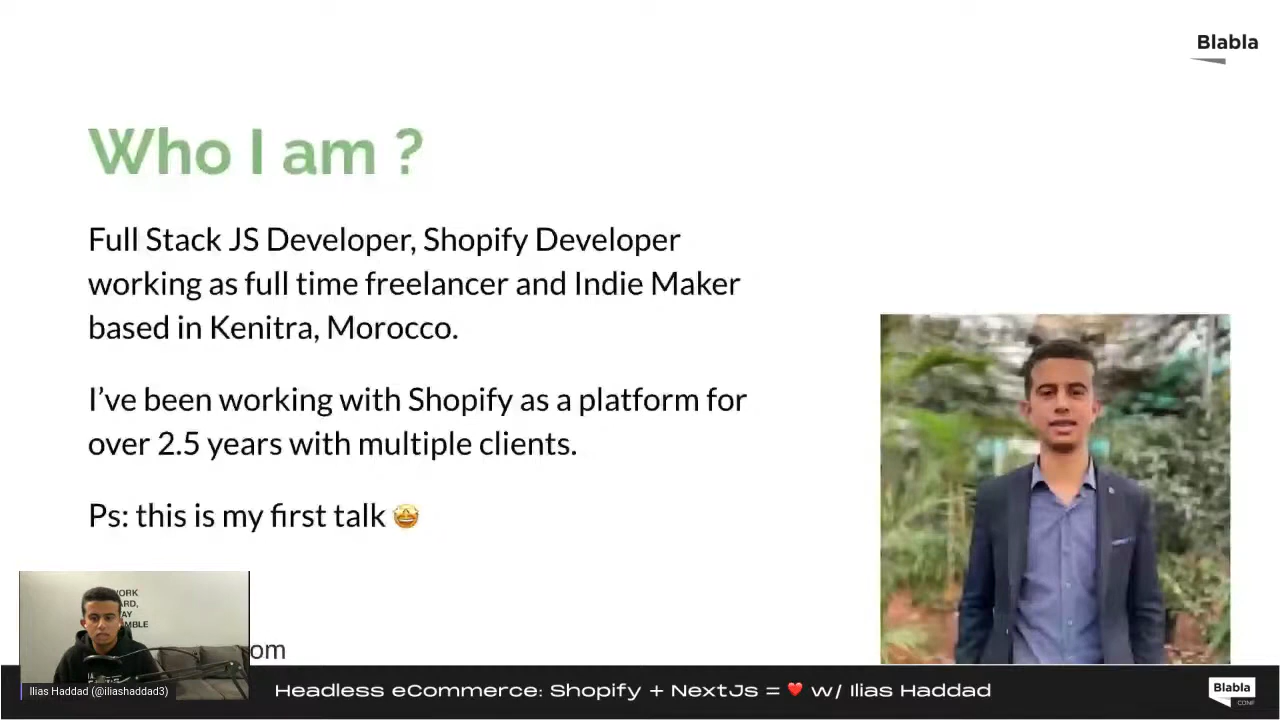 Blabla
Who I am ?
Full Stack JS Developer, Shopify Developer
working as full time freelancer and Indie Maker
based in Kenitra, Morocco.
I’ve been working with Shopify as a platform for
over 2.5 years with multiple clients.
Ps: this is my first talk 🤩
om
Ilias Haddad (@iliashaddad3)
Headless eCommerce: Shopify + NextJs = ❤️ w/ Ilias Haddad
Blabla
CONF